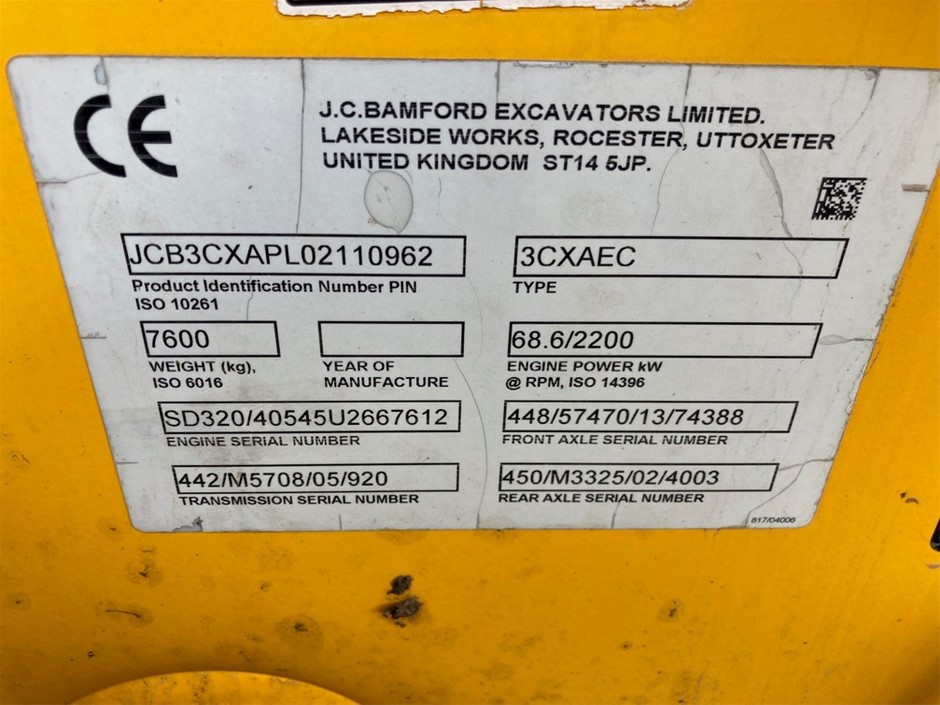 CE
J.C.BAMFORD EXCAVATORS LIMITED.
LAKESIDE WORKS, ROCESTER, UTTOXETER
UNITED KINGDOM ST14 5JP.
JCB3CXAPL02110962
Product Identification Number PIN
ISO 10261
3CXAEC
TYPE
7600
WEIGHT (kg),
ISO 6016
YEAR OF
MANUFACTURE
68.6/2200
ENGINE POWER kW
@ RPM, ISO 14396
SD320/40545U2667612
ENGINE SERIAL NUMBER
448/57470/13/74388
FRONT AXLE SERIAL NUMBER
442/M5708/05/920
TRANSMISSION SERIAL NUMBER
450/M3325/02/4003
REAR AXLE SERIAL NUMBER
817/04006